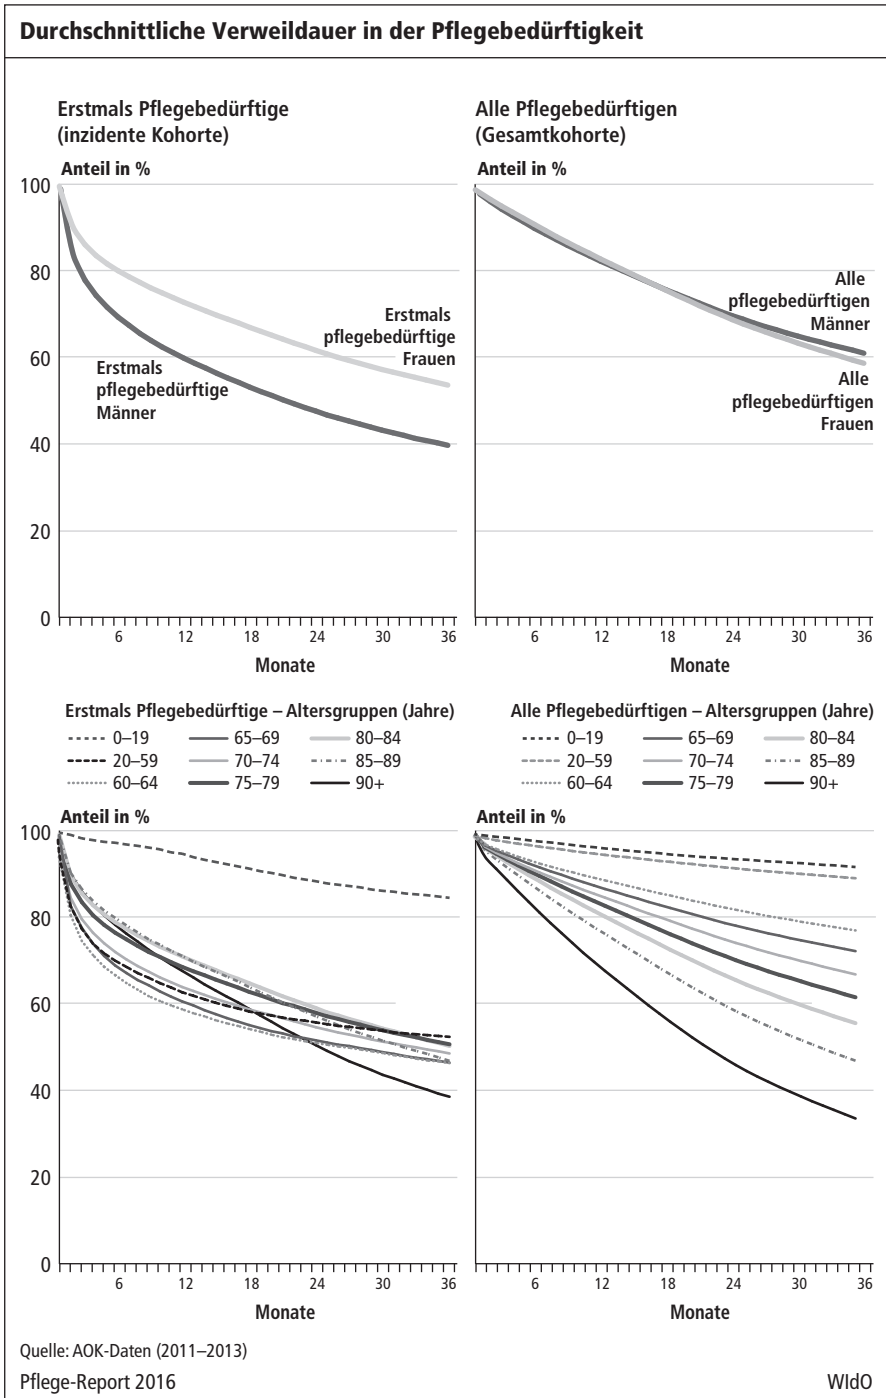 Durchschnittliche Verweildauer in der Pflegebedürftigkeit
Erstmals Pflegebedürftige
(inzidente Kohorte)
Anteil in %
100
80
60
40
20
0
Erstmals
pflegebedürftige
Frauen
Erstmals
pflegebedürftige
Männer
6 12 18 24 30 36
Monate
Alle Pflegebedürftigen
(Gesamtkohorte)
Anteil in %
Alle
pflegebedürftigen
Männer
Alle
pflegebedürftigen
Frauen
6 12 18 24 30 36
Monate
Erstmals Pflegebedürftige – Altersgruppen (Jahre)
0–19 65–69 80–84
20–59 70–74 85–89
60–64 75–79 90+
Anteil in %
100
80
60
40
20
0
6 12 18 24 30 36
Monate
Alle Pflegebedürftigen – Altersgruppen (Jahre)
0–19 65–69 80–84
20–59 70–74 85–89
60–64 75–79 90+
Anteil in %
6 12 18 24 30 36
Monate
Quelle: AOK-Daten (2011–2013)
Pflege-Report 2016 WIdO